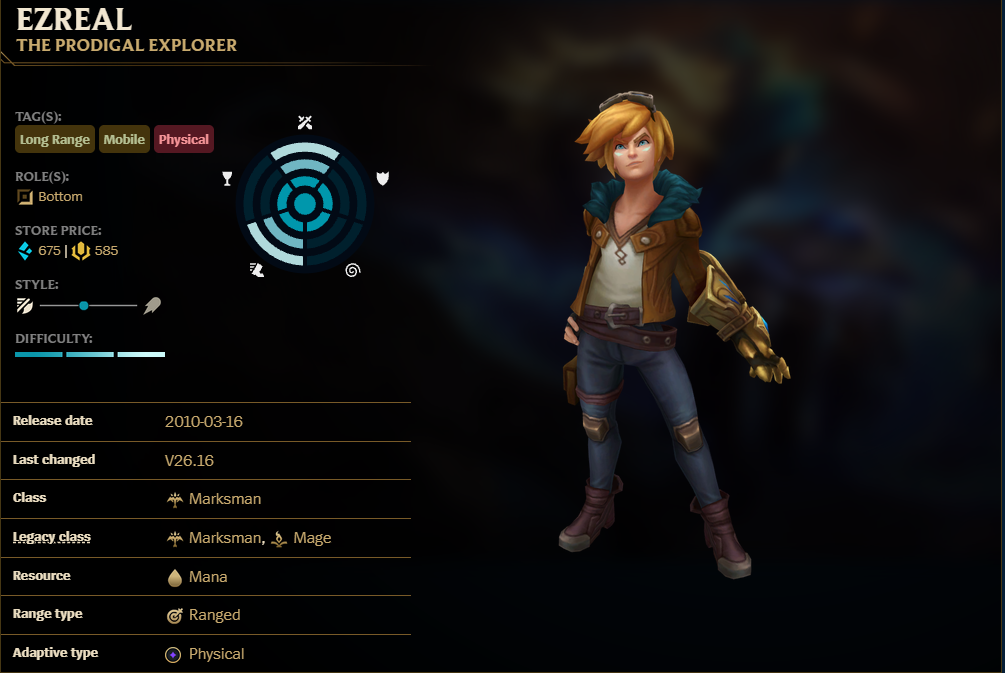 EZREAL
THE PRODIGAL EXPLORER
TAG(S):
Long Range Mobile Physical
ROLE(S):
Bottom
STORE PRICE:
675 | 585
STYLE:
DIFFICULTY:
Release date 2010-03-16
Last changed V26.16
Class Marksman
Legacy class Marksman, Mage
Resource Mana
Range type Ranged
Adaptive type Physical